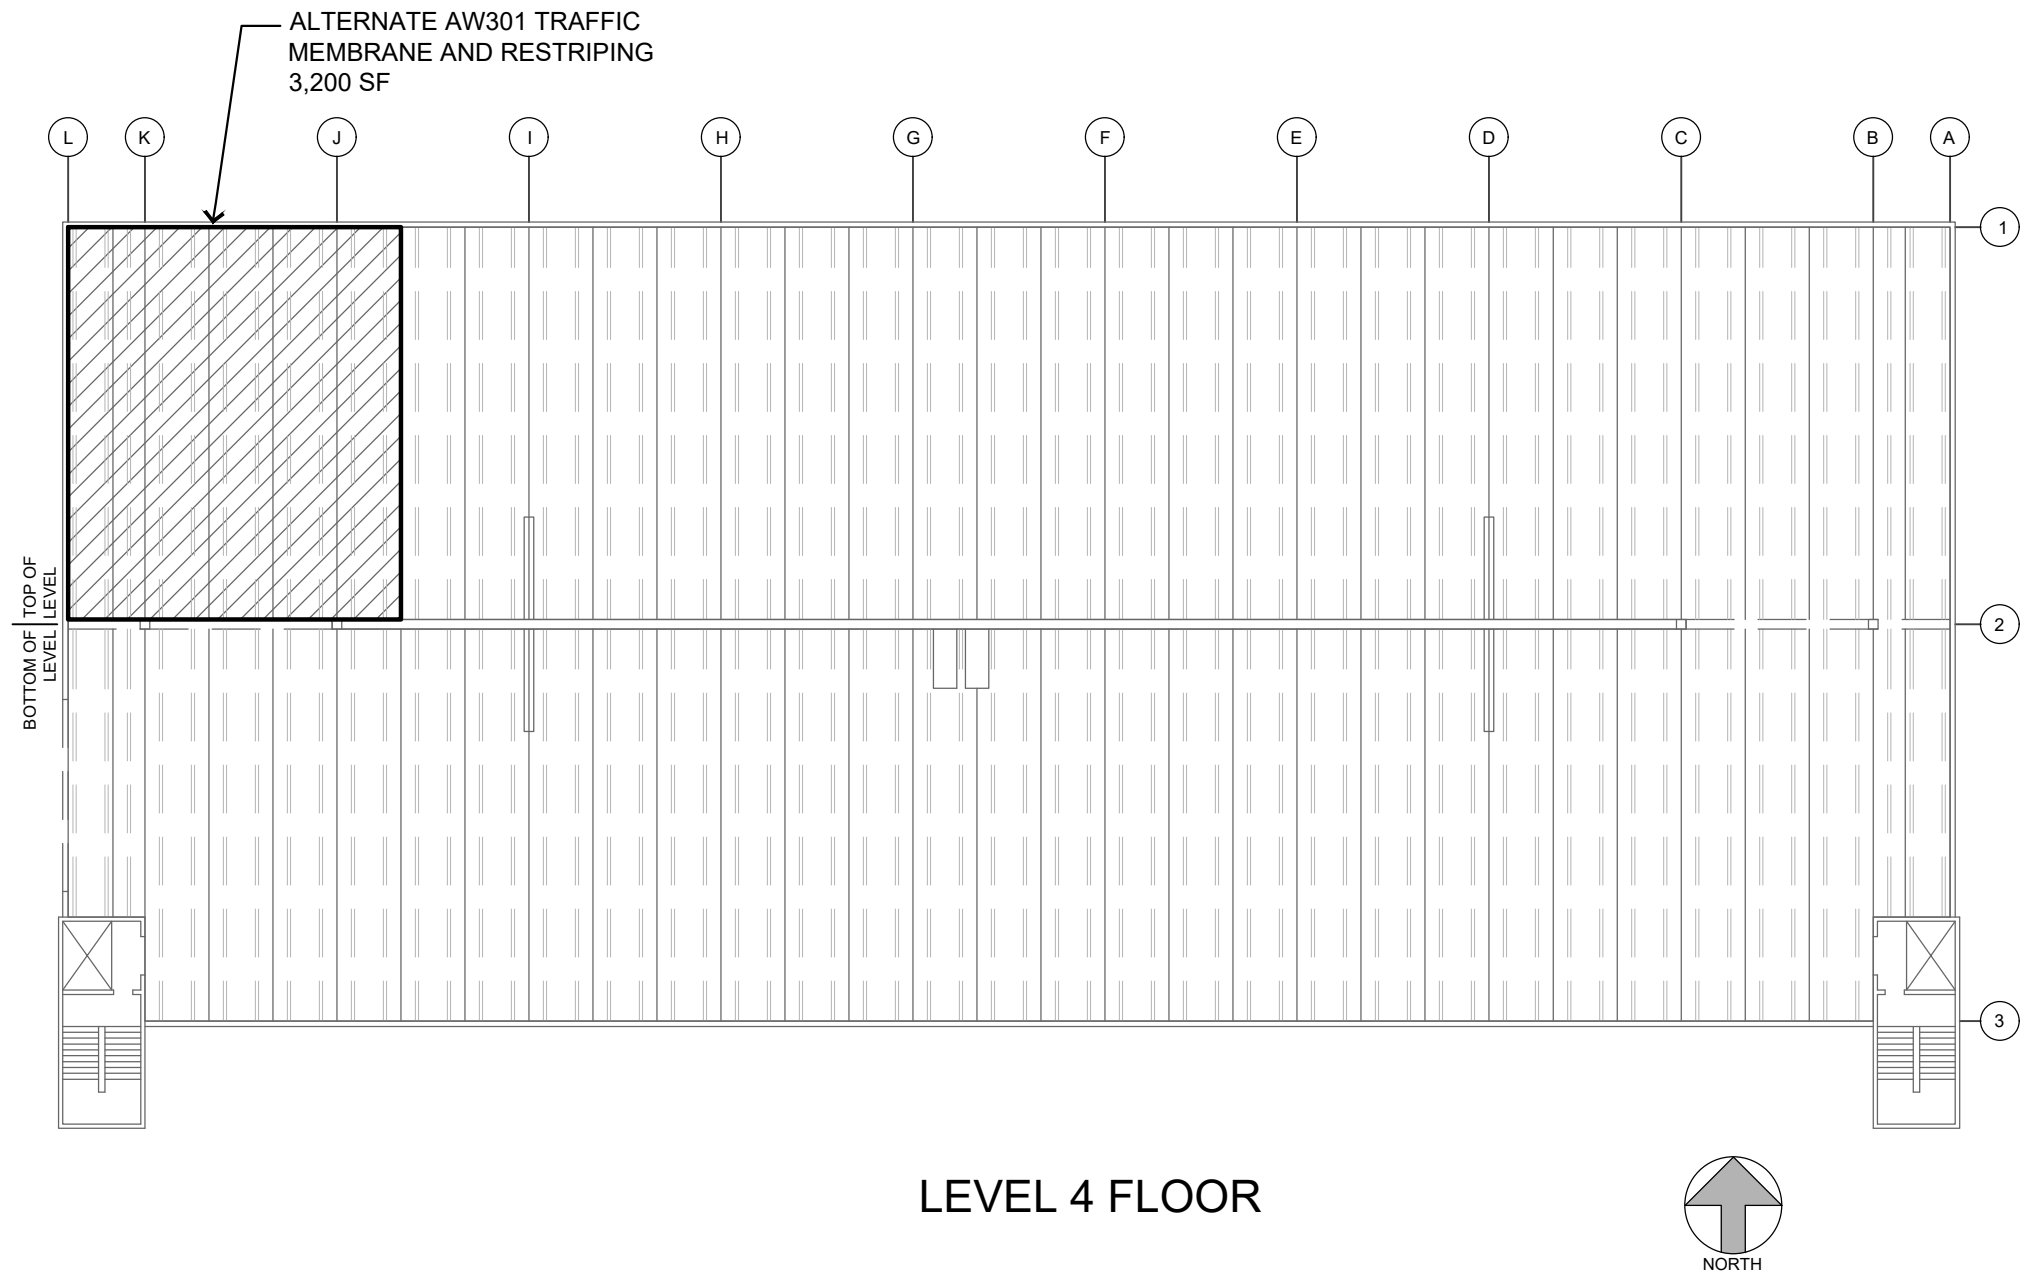 ALTERNATE AW301 TRAFFIC
MEMBRANE AND RESTRIPING
3,200 SF
L K J I H G F E D C B A
1
TOP OF
LEVEL
BOTTOM OF
LEVEL
2
3
LEVEL 4 FLOOR
NORTH